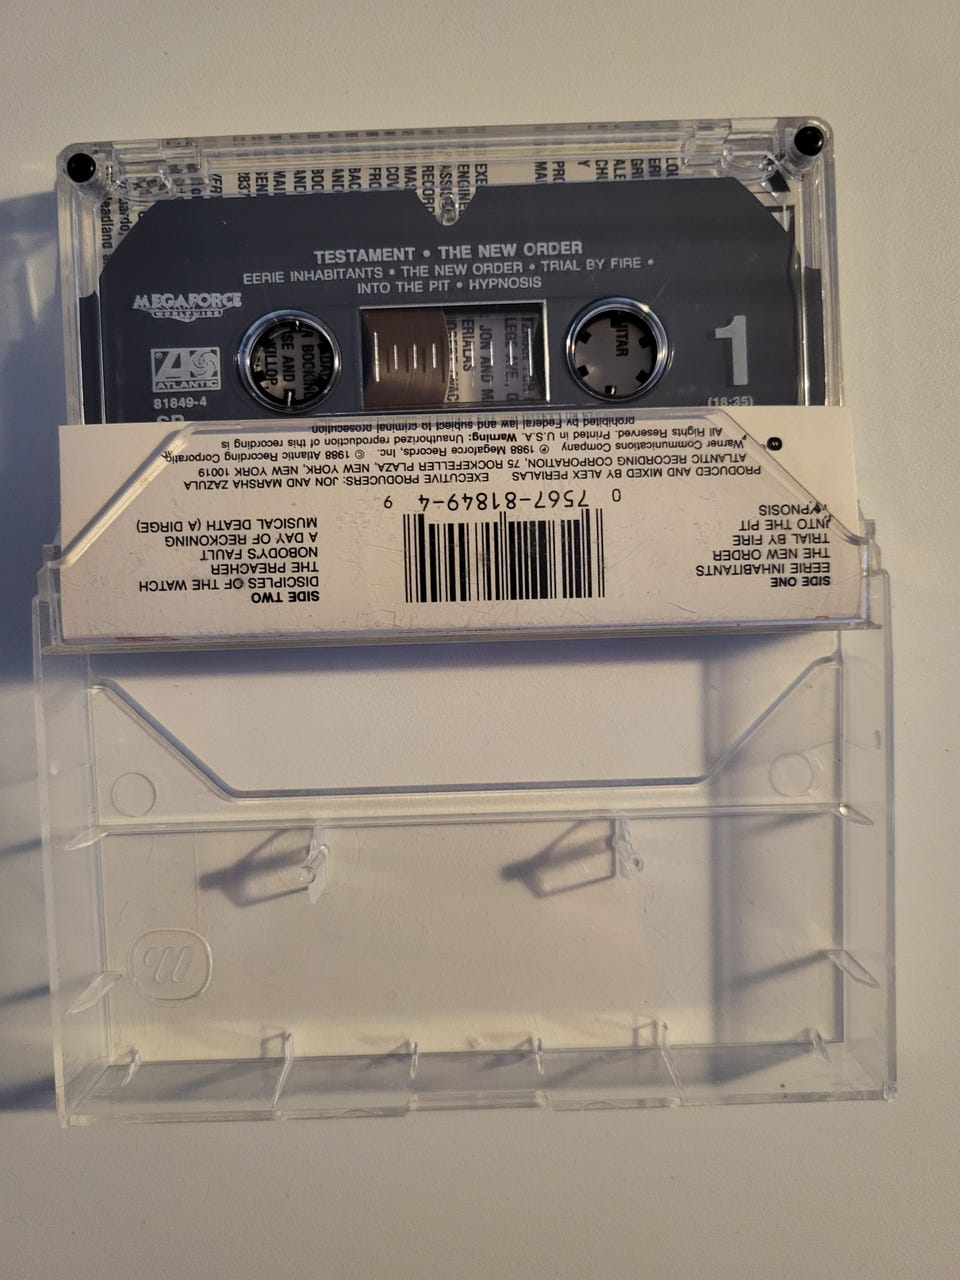 TESTAMENT • THE NEW ORDER
EERIE INHABITANTS • THE NEW ORDER • TRIAL BY FIRE •
INTO THE PIT • HYPNOSIS
MEGAFORCE
WORLDWIDE
ATLANTIC
81849-4
1
(18:35)
SIDE ONE
EERIE INHABITANTS
THE NEW ORDER
TRIAL BY FIRE
INTO THE PIT
HYPNOSIS
SIDE TWO
DISCIPLES OF THE WATCH
THE PREACHER
NOBODY'S FAULT
A DAY OF RECKONING
MUSICAL DEATH (A DIRGE)
0 7567-81849-4 9
PRODUCED AND MIXED BY ALEX PERIALAS EXECUTIVE PRODUCERS: JON AND MARSHA ZAZULA
ATLANTIC RECORDING CORPORATION, 75 ROCKEFELLER PLAZA, NEW YORK, NEW YORK 10019
Warner Communications Company ℗ 1988 Megaforce Records, Inc. © 1988 Atlantic Recording
All Rights Reserved. Printed in U.S.A. Warning: Unauthorized reproduction of this recording is
prohibited by Federal law and subject to criminal prosecution.